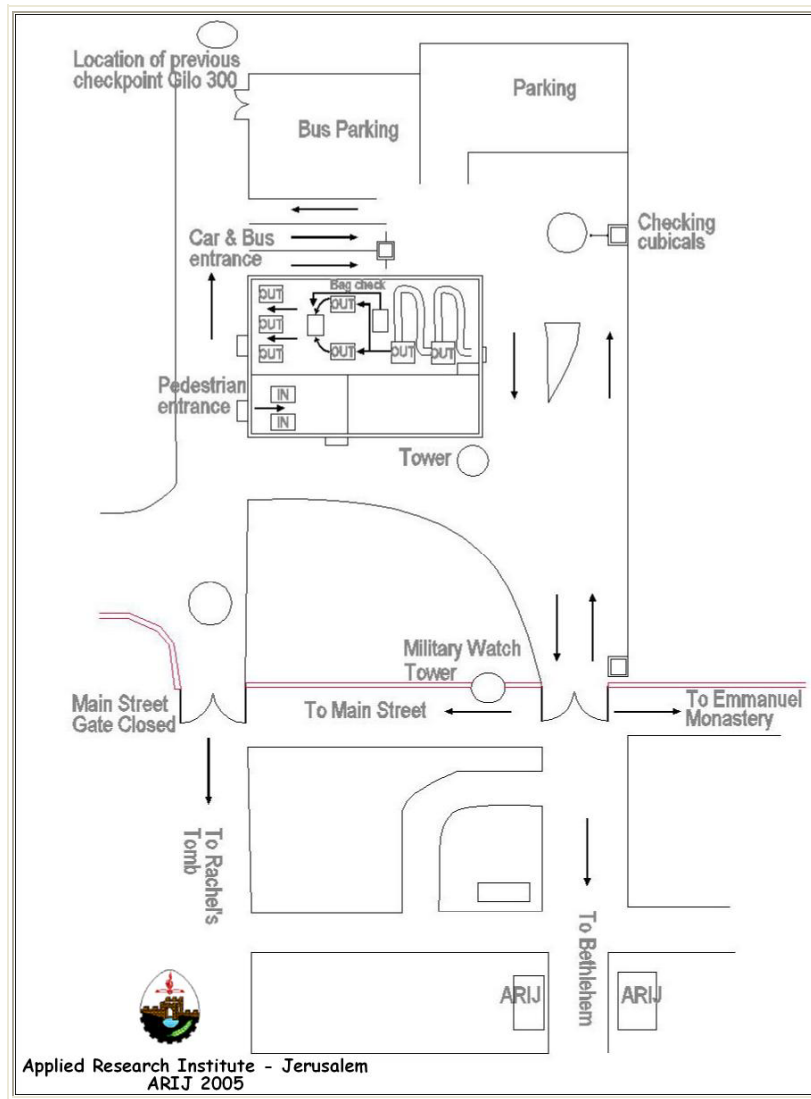 Location of previous
checkpoint Gilo 300
Parking
Bus Parking
Checking
cubicals
Car & Bus
entrance
Bag check
OUT
OUT
OUT
OUT
OUT
OUT
OUT
Pedestrian
entrance
IN
IN
Tower
Military Watch
Tower
Main Street
Gate Closed
To Main Street
To Emmanuel
Monastery
To Rachel's
Tomb
To Bethlehem
ARIJ
ARIJ
Applied Research Institute - Jerusalem
ARIJ 2005